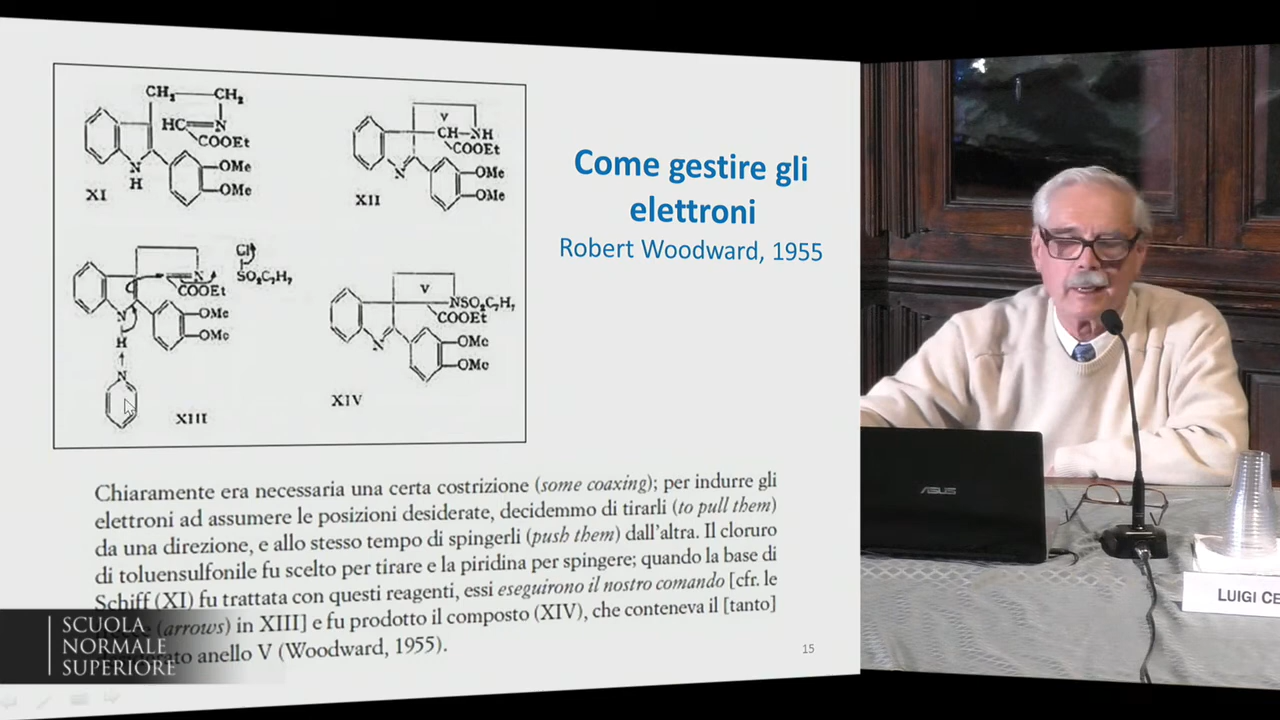 CH₂ CH₂
HC N
COOEt
OMe
N
H
OMe
XI
V
CH NH
COOEt
OMe
N
OMe
XII
Cl
N
SO₂C₇H₇
COOEt
OMe
N
OMe
H
N
XIII
V
NSO₂C₇H₇
COOEt
OMe
N
OMe
XIV
Come gestire gli
elettroni
Robert Woodward, 1955
Chiaramente era necessaria una certa costrizione (some coaxing); per indurre gli
elettroni ad assumere le posizioni desiderate, decidemmo di tirarli (to pull them)
da una direzione, e allo stesso tempo di spingerli (push them) dall'altra. Il cloruro
di toluensulfonile fu scelto per tirare e la piridina per spingere; quando la base di
Schiff (XI) fu trattata con questi reagenti, essi eseguirono il nostro comando [cfr. le
(arrows) in XIII] e fu prodotto il composto (XIV), che conteneva il [tanto]
anello V (Woodward, 1955).
15
SCUOLA
NORMALE
SUPERIORE
ASUS
LUIGI CE